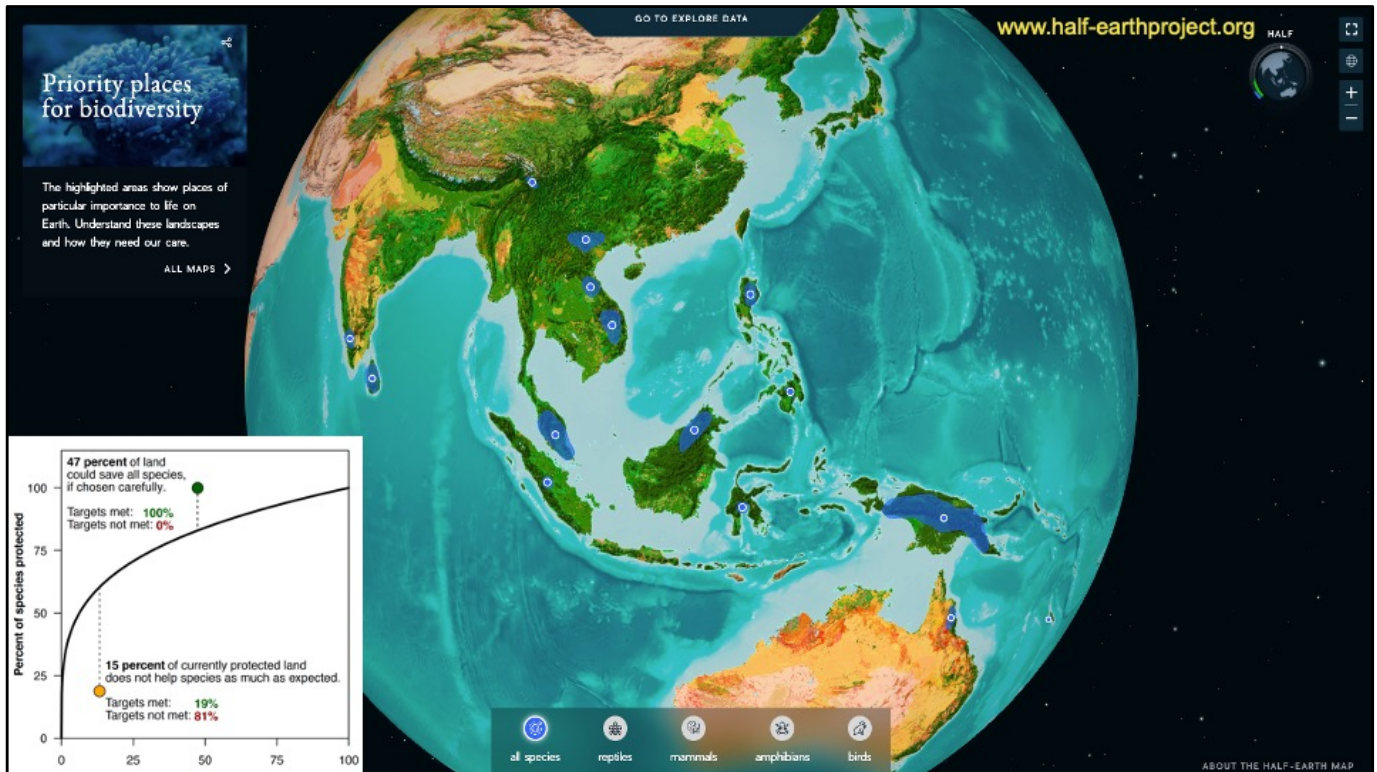 GO TO EXPLORE DATA
www.half-earthproject.org
HALF
Priority places
for biodiversity
The highlighted areas show places of
particular importance to life on
Earth. Understand these landscapes
and how they need our care.
ALL MAPS
+
−
47 percent of land
could save all species,
if chosen carefully.
Targets met: 100%
Targets not met: 0%
Percent of species protected
100
75
50
25
0
15 percent of currently protected land
does not help species as much as expected.
Targets met: 19%
Targets not met: 81%
0 25 50 75 100
all species reptiles mammals amphibians birds
ABOUT THE HALF-EARTH MAP